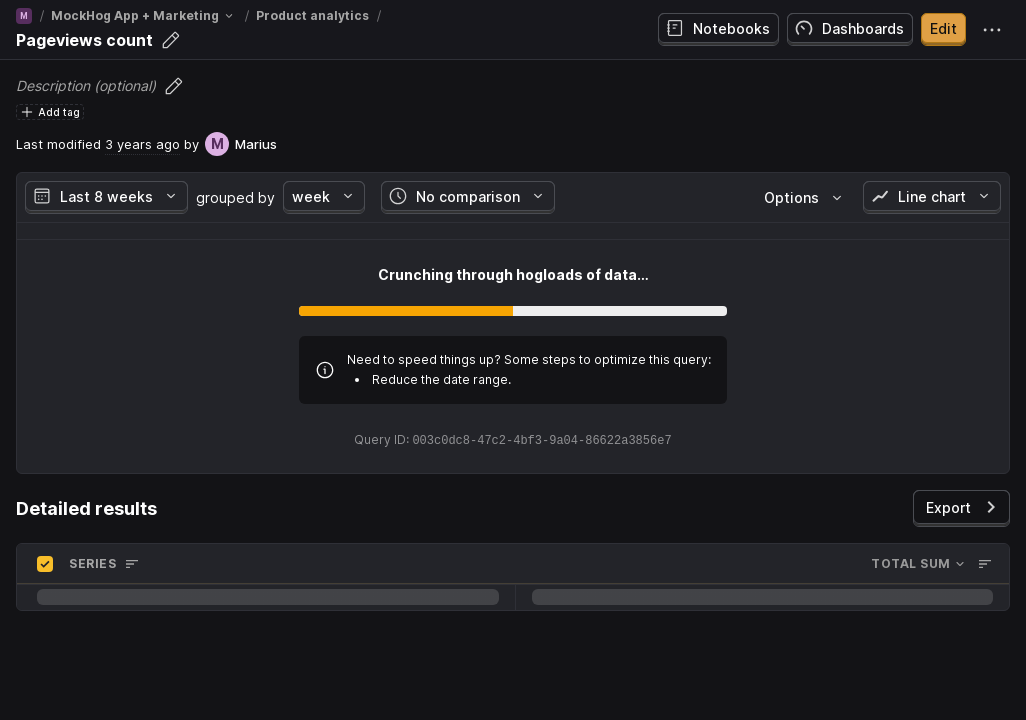 M / MockHog App + Marketing / Product analytics /
Pageviews count
Notebooks
Dashboards
Edit
Description (optional)
Add tag
Last modified 3 years ago by M Marius
Last 8 weeks grouped by week No comparison Options Line chart
Crunching through hogloads of data...
Need to speed things up? Some steps to optimize this query:
• Reduce the date range.
Query ID: 003c0dc8-47c2-4bf3-9a04-86622a3856e7
Detailed results
Export
SERIES TOTAL SUM